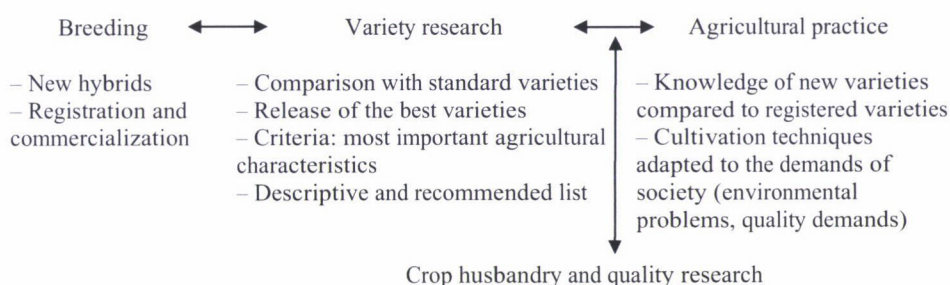 Breeding
Variety research
Agricultural practice
– New hybrids
– Registration and
commercialization
– Comparison with standard varieties
– Release of the best varieties
– Criteria: most important agricultural
characteristics
– Descriptive and recommended list
– Knowledge of new varieties
compared to registered varieties
– Cultivation techniques
adapted to the demands of
society (environmental
problems, quality demands)
Crop husbandry and quality research